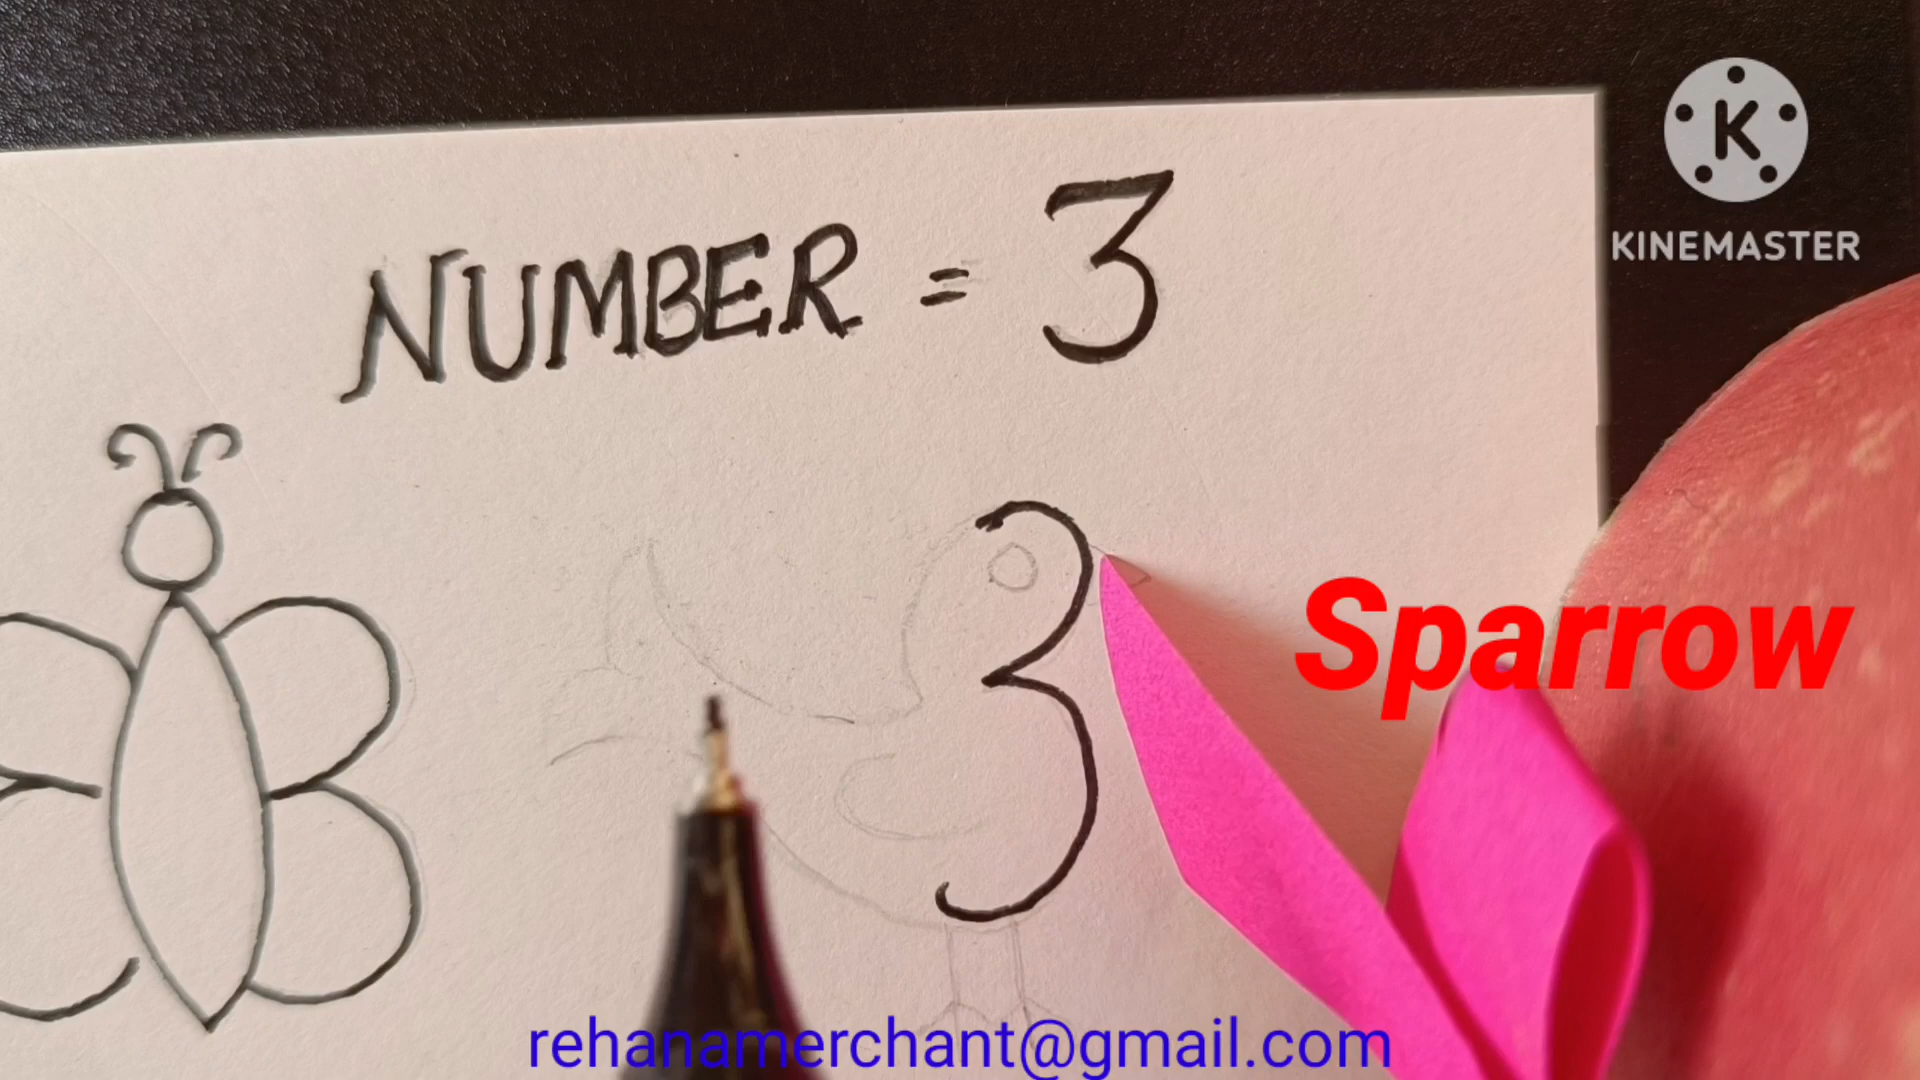 K
KINEMASTER
NUMBER = 3
3
Sparrow
rehanamerchant@gmail.com